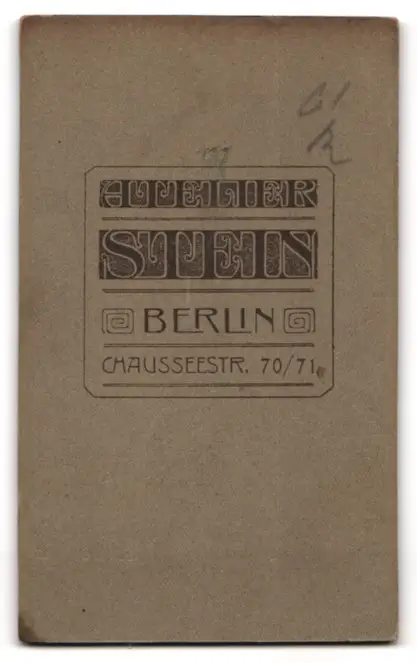 ATELIER
STEIN
BERLIN
CHAUSSEESTR. 70/71